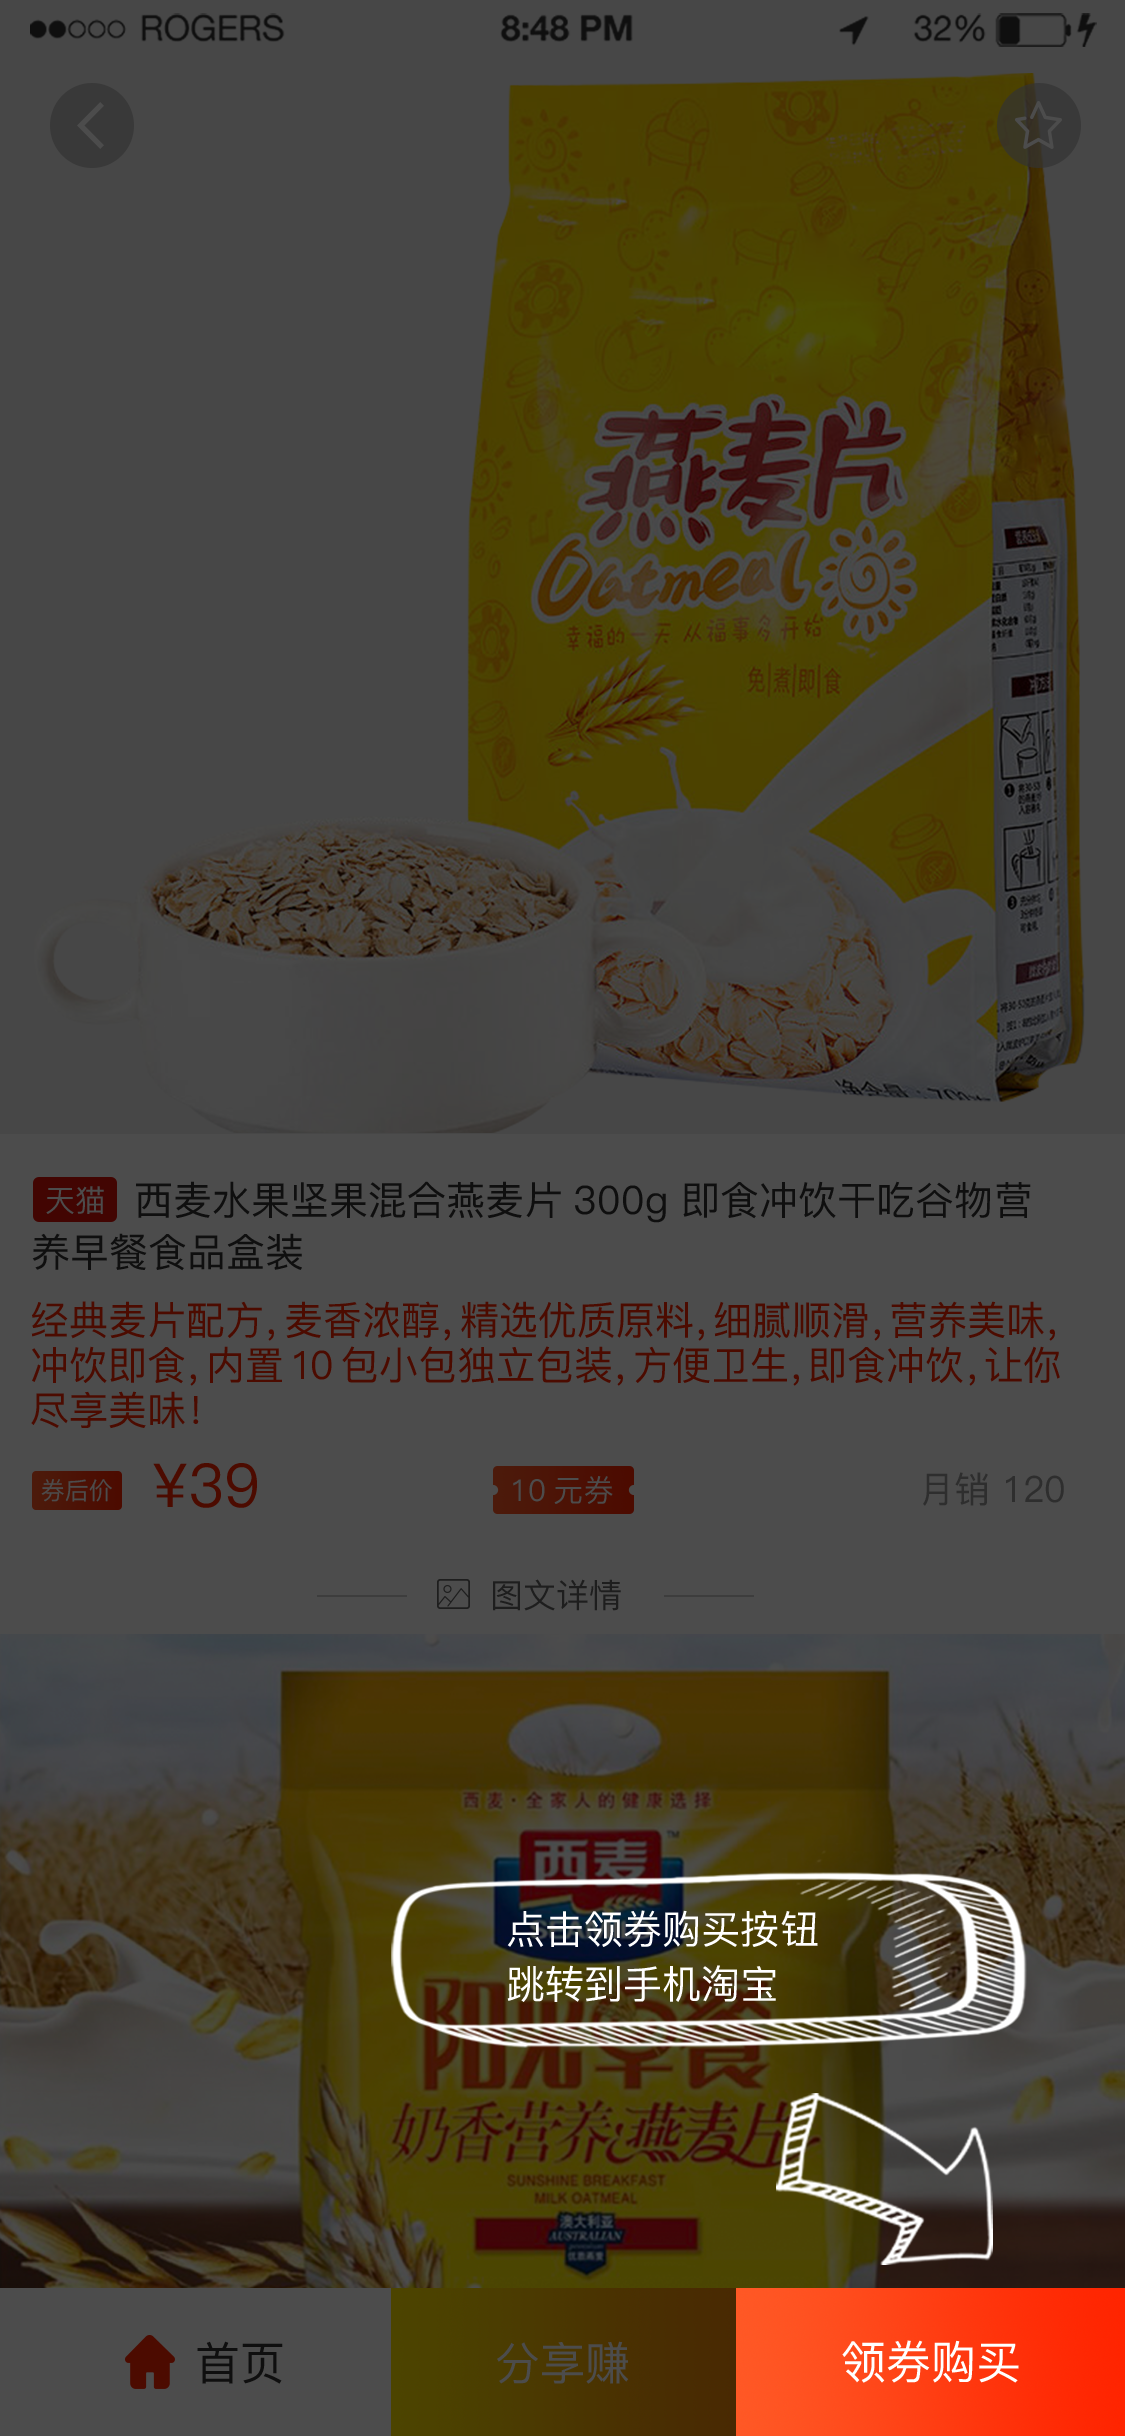 ROGERS 8:48 PM 32%
燕麦片
Oatmeal
幸福的一天 从福事多开始
免|煮|即|食
天猫 西麦水果坚果混合燕麦片 300g 即食冲饮干吃谷物营
养早餐食品盒装
经典麦片配方，麦香浓醇，精选优质原料，细腻顺滑，营养美味，
冲饮即食，内置 10 包小包独立包装，方便卫生，即食冲饮，让你
尽享美味！
券后价 ¥39 10 元券 月销 120
图文详情
西麦·全家人的健康选择
西麦
点击领券购买按钮
跳转到手机淘宝
阳光早餐
奶香营养燕麦片
SUNSHINE BREAKFAST
MILK OATMEAL
澳大利亚
AUSTRALIAN
首页 分享赚 领券购买